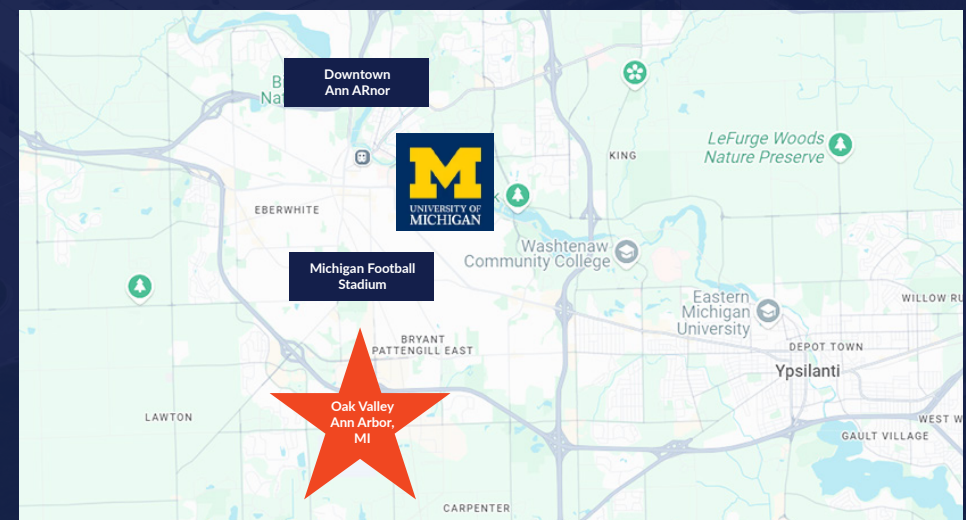 Downtown
Ann ARnor
Bi
Nat
LeFurge Woods
Nature Preserve
KING
EBERWHITE
UNIVERSITY OF
MICHIGAN
k
Washtenaw
Community College
Michigan Football
Stadium
Eastern
Michigan
University
WILLOW RU
BRYANT
PATTENGILL EAST
DEPOT TOWN
Ypsilanti
Oak Valley
Ann Arbor,
MI
LAWTON
WEST W
GAULT VILLAGE
CARPENTER